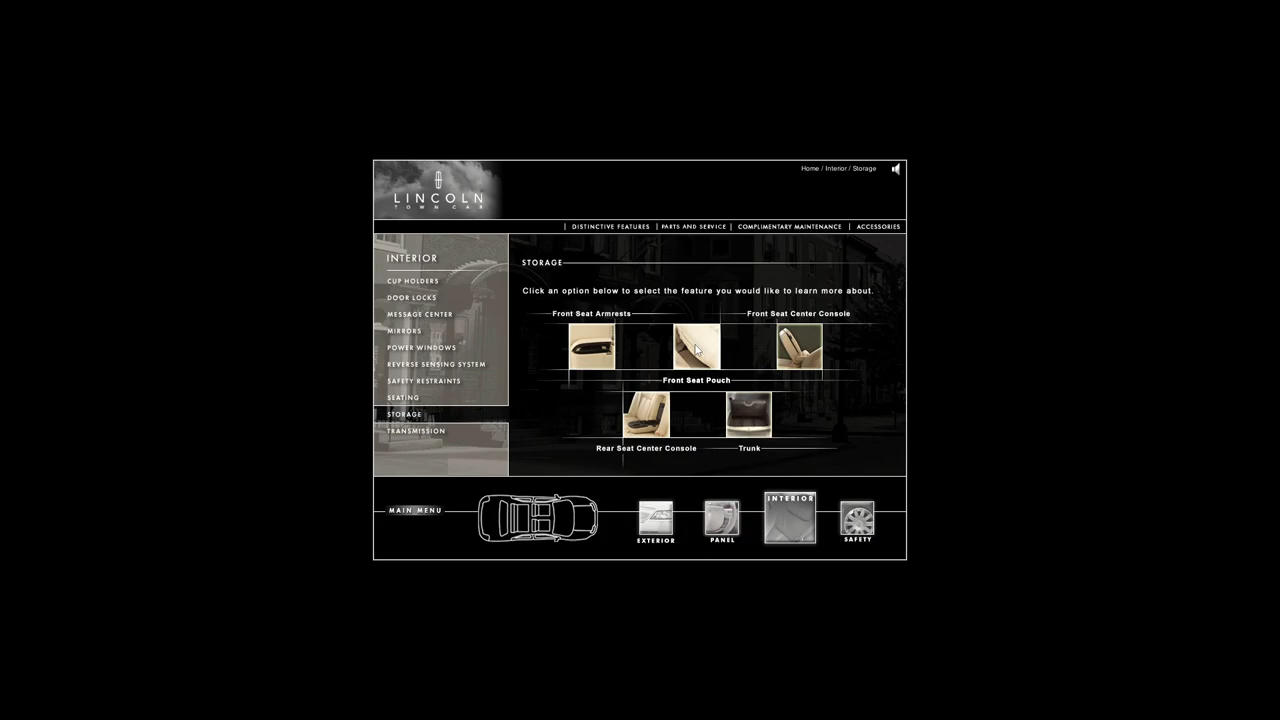 Home / Interior / Storage
LINCOLN
TOWN CAR
DISTINCTIVE FEATURES | PARTS AND SERVICE | COMPLIMENTARY MAINTENANCE | ACCESSORIES
INTERIOR
CUP HOLDERS
DOOR LOCKS
MESSAGE CENTER
MIRRORS
POWER WINDOWS
REVERSE SENSING SYSTEM
SAFETY RESTRAINTS
SEATING
STORAGE
TRANSMISSION
STORAGE
Click an option below to select the feature you would like to learn more about.
Front Seat Armrests
Front Seat Center Console
Front Seat Pouch
Rear Seat Center Console
Trunk
MAIN MENU
EXTERIOR
PANEL
INTERIOR
SAFETY